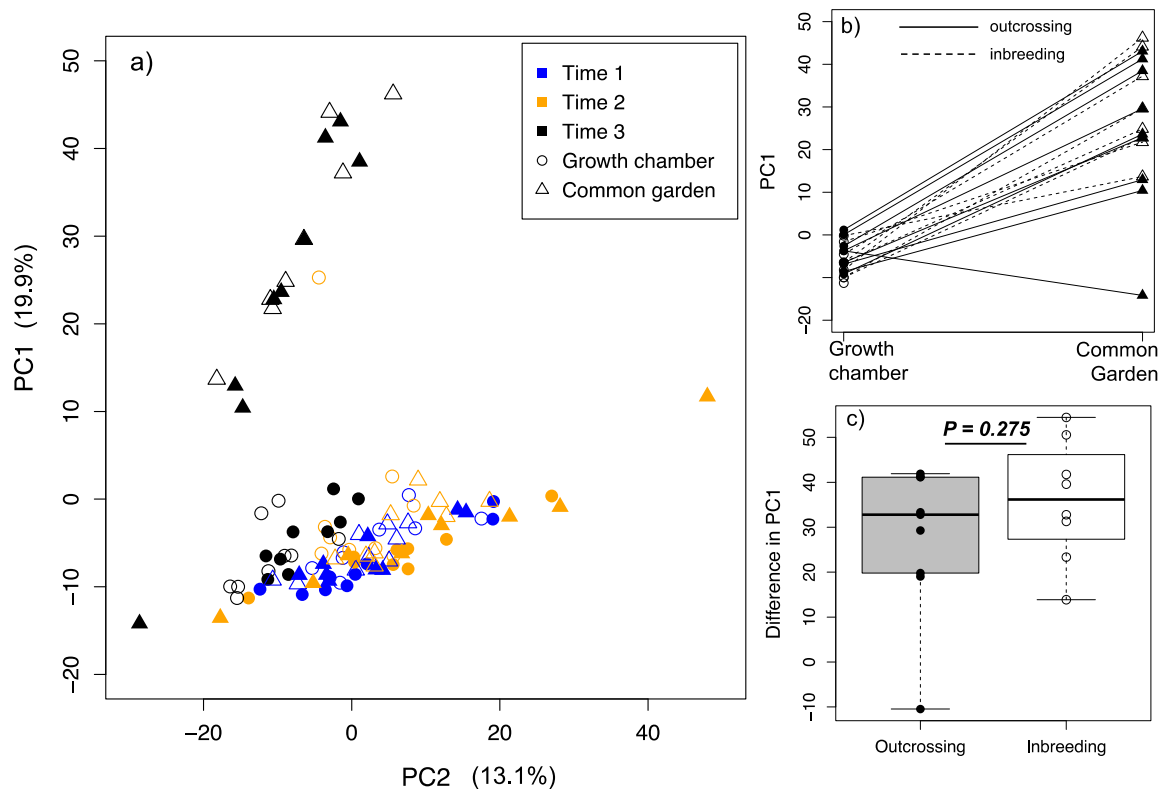 a)
Time 1
Time 2
Time 3
Growth chamber
Common garden
PC1 (19.9%)
50
40
30
20
10
0
−10
−20
−20
0
20
40
PC2 (13.1%)
b)
outcrossing
inbreeding
PC1
50
40
30
20
10
0
−10
−20
Growth
chamber
Common
Garden
c)
P = 0.275
Difference in PC1
50
40
30
20
10
0
−10
Outcrossing
Inbreeding